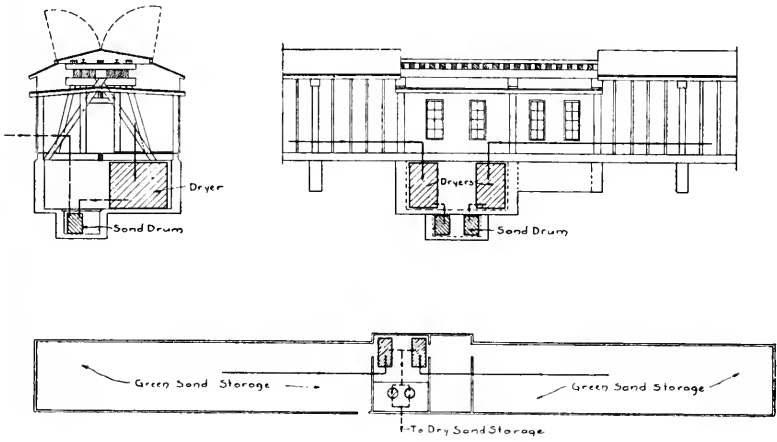 Dryer
Sand Drum
Dryers
Sand Drum
Green Sand Storage
Green Sand Storage
To Dry Sand Storage